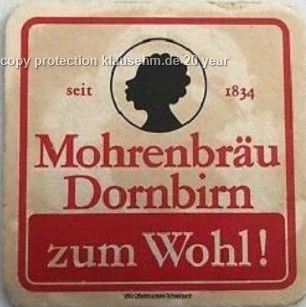 copy protection klausehm.de 20 year
seit 1834
Mohrenbräu
Dornbirn
zum Wohl!